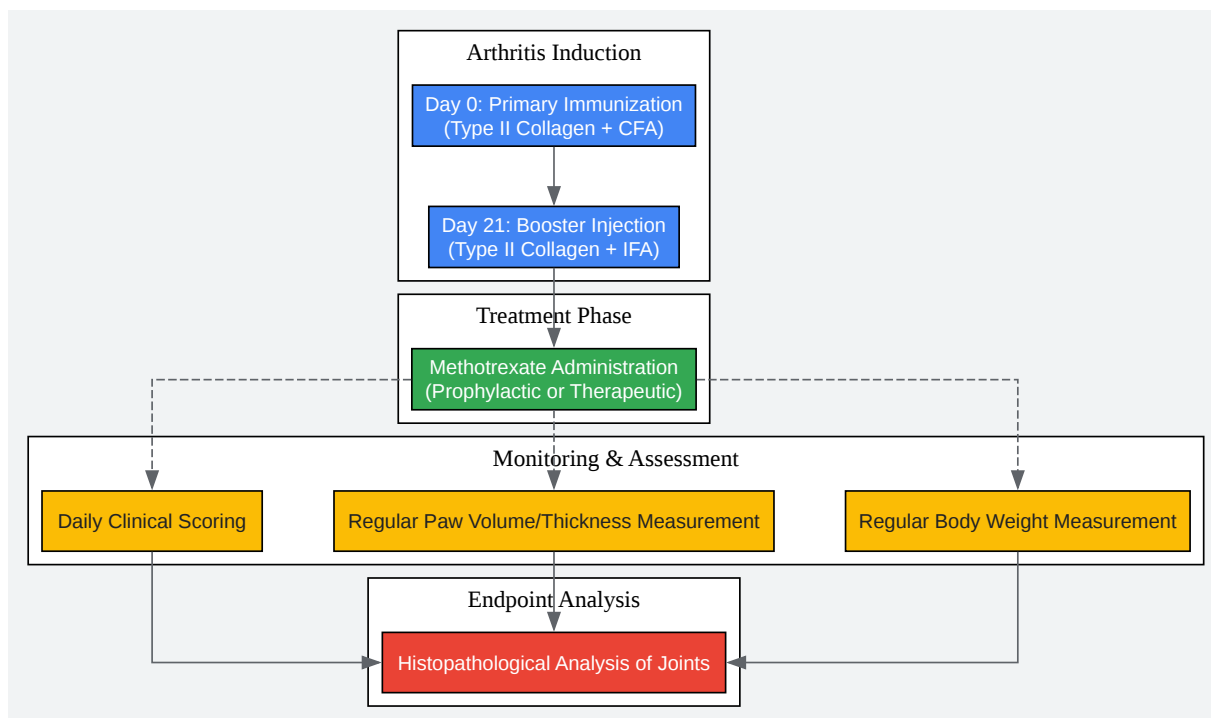 Arthritis Induction
Day 0: Primary Immunization
(Type II Collagen + CFA)
Day 21: Booster Injection
(Type II Collagen + IFA)
Treatment Phase
Methotrexate Administration
(Prophylactic or Therapeutic)
Monitoring & Assessment
Daily Clinical Scoring
Regular Paw Volume/Thickness Measurement
Regular Body Weight Measurement
Endpoint Analysis
Histopathological Analysis of Joints